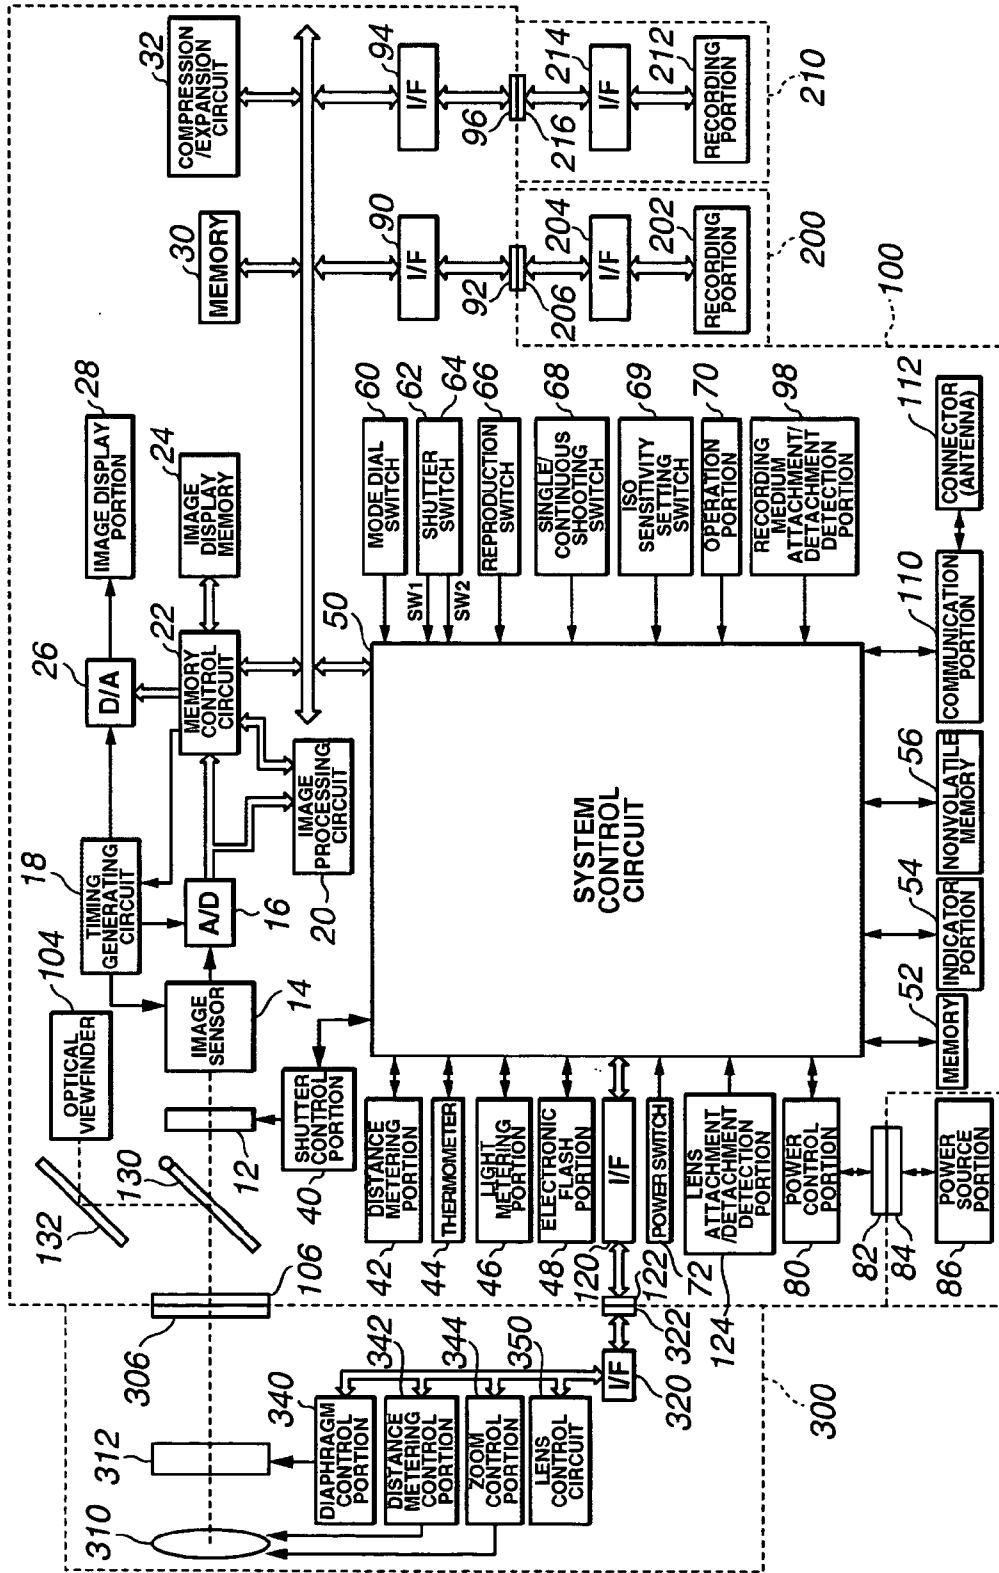 104
OPTICAL
VIEWFINDER
18
TIMING
GENERATING
CIRCUIT
26
D/A
28
IMAGE DISPLAY
PORTION
132
130
12
IMAGE
SENSOR
14
A/D
16
22
MEMORY
CONTROL
CIRCUIT
24
IMAGE
DISPLAY
MEMORY
30
MEMORY
32
COMPRESSION
/EXPANSION
CIRCUIT
310
312
306
106
SHUTTER
CONTROL
PORTION
40
20
IMAGE
PROCESSING
CIRCUIT
50
340
DIAPHRAGM
CONTROL
PORTION
342
DISTANCE
METERING
CONTROL
PORTION
344
ZOOM
CONTROL
PORTION
350
LENS
CONTROL
CIRCUIT
I/F
320
322
122
300
42
DISTANCE
METERING
PORTION
44
THERMOMETER
46
LIGHT
METERING
PORTION
48
ELECTRONIC
FLASH
PORTION
120
I/F
72
POWER SWITCH
124
LENS
ATTACHMENT
/DETACHMENT
DETECTION
PORTION
80
POWER
CONTROL
PORTION
82
84
86
POWER
SOURCE
PORTION
SYSTEM
CONTROL
CIRCUIT
MODE DIAL
SWITCH
60
SW1
62
SHUTTER
SWITCH
SW2
64
REPRODUCTION
SWITCH
66
SINGLE/
CONTINUOUS
SHOOTING
SWITCH
68
ISO
SENSITIVITY
SETTING
SWITCH
69
OPERATION
PORTION
70
RECORDING
MEDIUM
ATTACHMENT/
DETACHMENT
DETECTION
PORTION
98
52
MEMORY
54
INDICATOR
PORTION
56
NONVOLATILE
MEMORY
110
COMMUNICATION
PORTION
112
CONNECTOR
(ANTENNA)
90
I/F
92
206
204
I/F
202
RECORDING
PORTION
200
94
I/F
96
216
214
I/F
212
RECORDING
PORTION
210
100